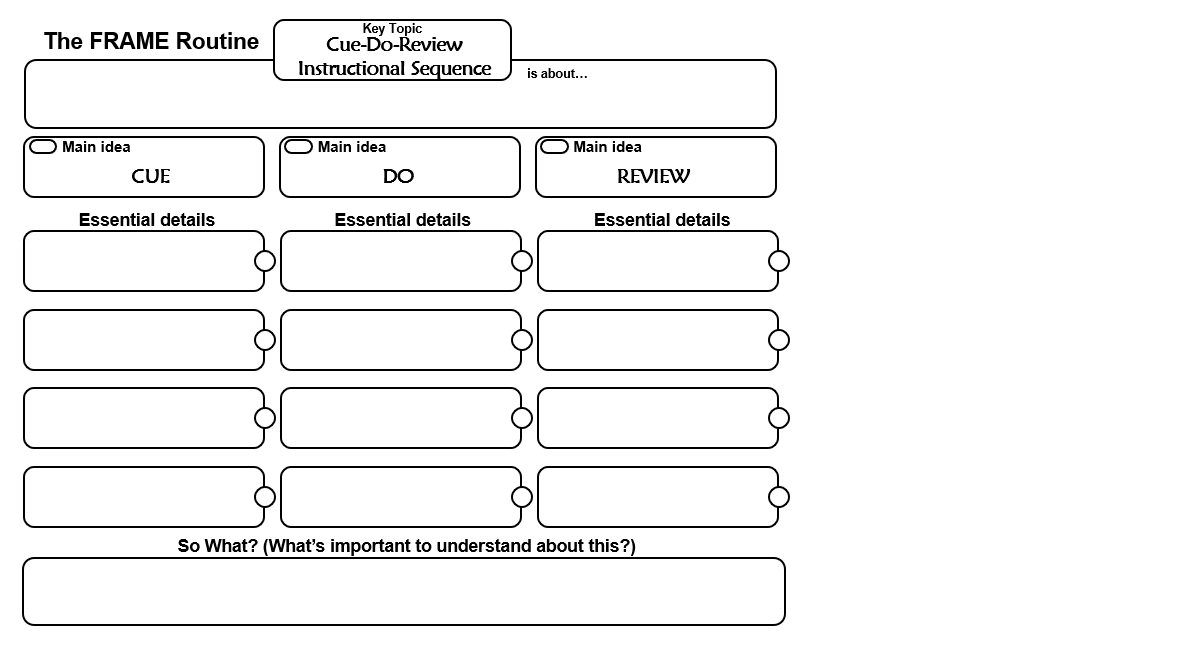 The FRAME Routine
Key Topic
Cue-Do-Review
Instructional Sequence
is about…
Main idea
CUE
Main idea
DO
Main idea
REVIEW
Essential details
Essential details
Essential details
So What? (What’s important to understand about this?)